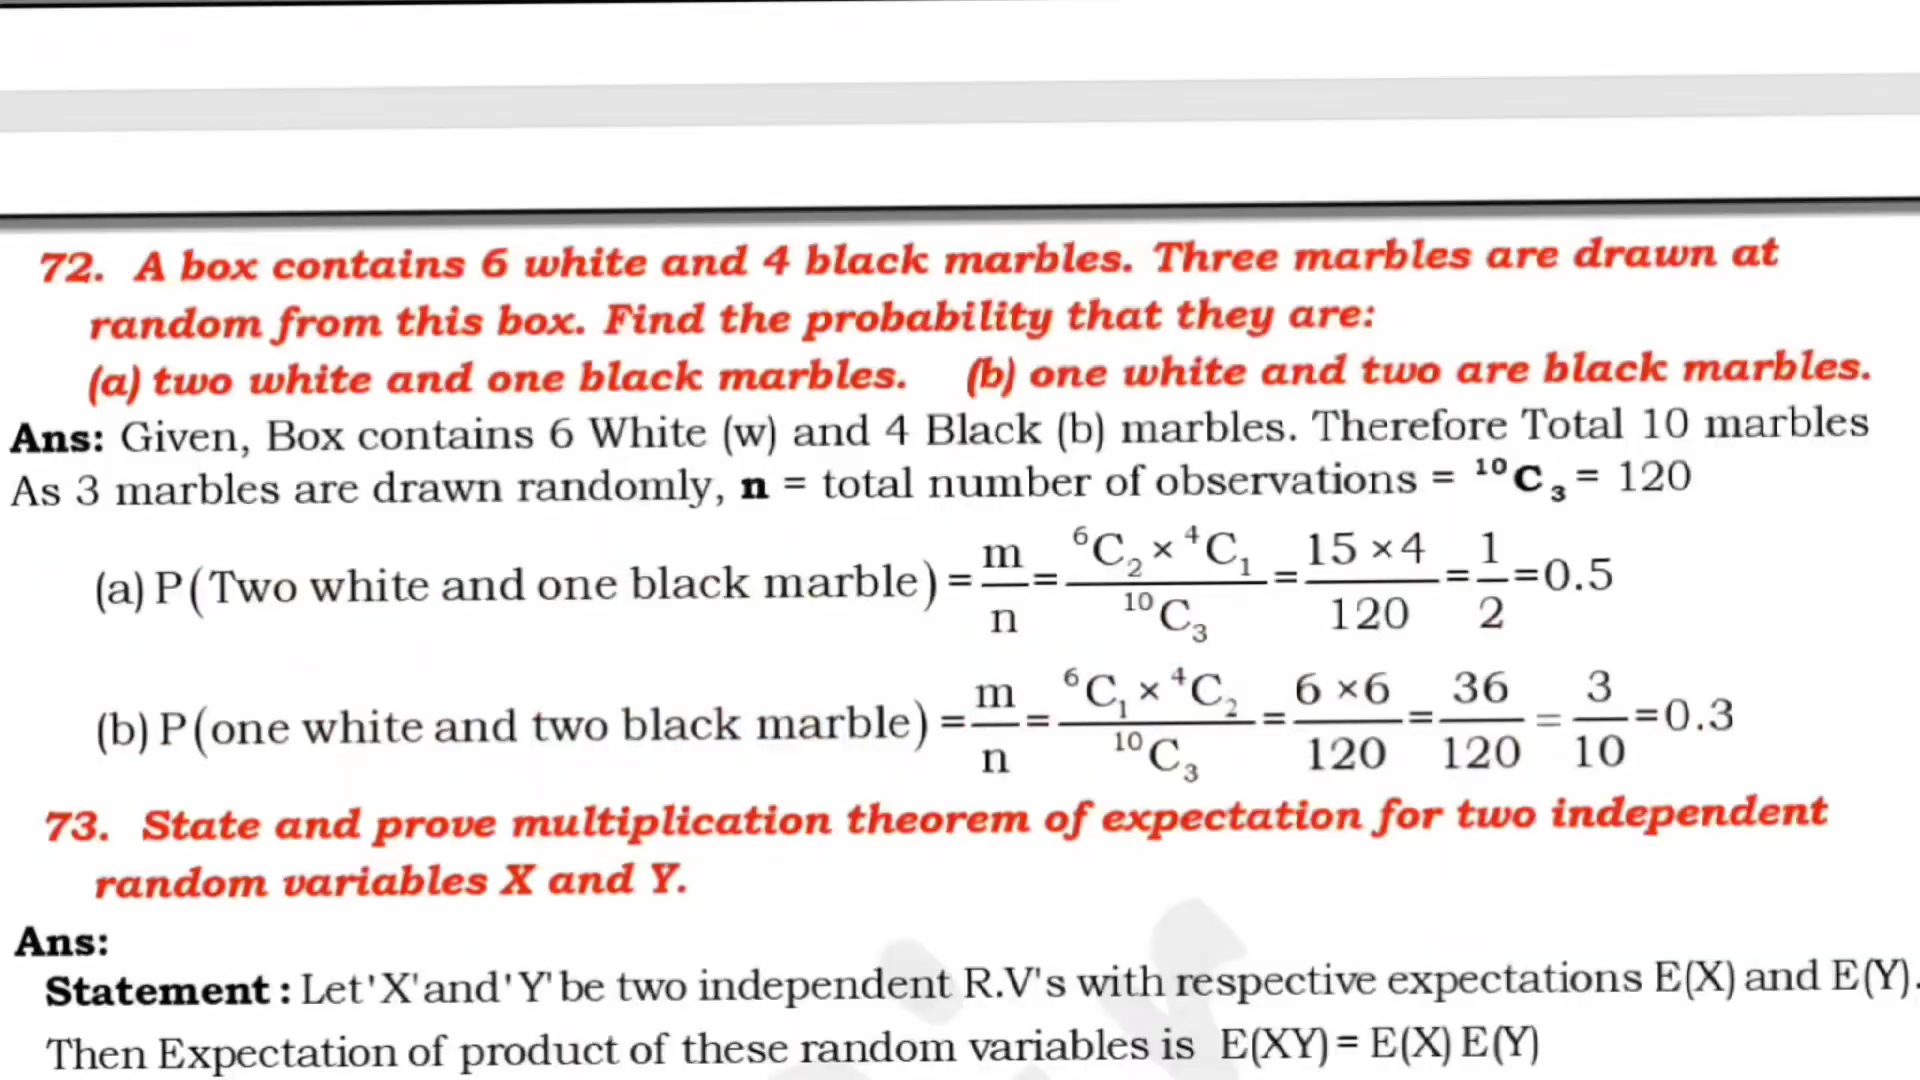 72. A box contains 6 white and 4 black marbles. Three marbles are drawn at
random from this box. Find the probability that they are:
(a) two white and one black marbles. (b) one white and two are black marbles.
Ans: Given, Box contains 6 White (w) and 4 Black (b) marbles. Therefore Total 10 marbles
As 3 marbles are drawn randomly, n = total number of observations = ¹⁰C₃ = 120
(a) P(Two white and one black marble) = m/n = ⁶C₂ × ⁴C₁ / ¹⁰C₃ = 15 × 4 / 120 = 1/2 = 0.5
(b) P(one white and two black marble) = m/n = ⁶C₁ × ⁴C₂ / ¹⁰C₃ = 6 × 6 / 120 = 36/120 = 3/10 = 0.3
73. State and prove multiplication theorem of expectation for two independent
random variables X and Y.
Ans:
Statement : Let 'X' and 'Y' be two independent R.V's with respective expectations E(X) and E(Y).
Then Expectation of product of these random variables is E(XY) = E(X) E(Y)